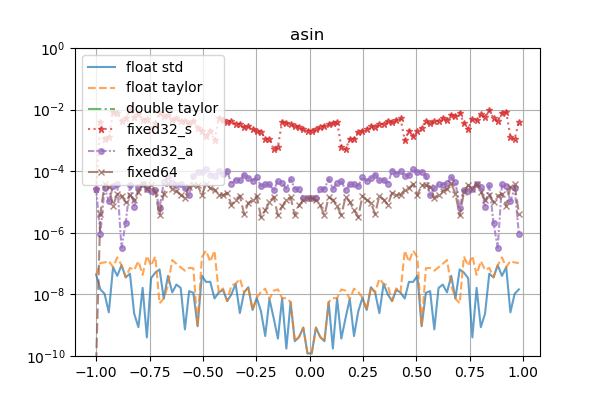 asin
10^0
10^−2
10^−4
10^−6
10^−8
10^−10
float std
float taylor
double taylor
fixed32_s
fixed32_a
fixed64
−1.00 −0.75 −0.50 −0.25 0.00 0.25 0.50 0.75 1.00